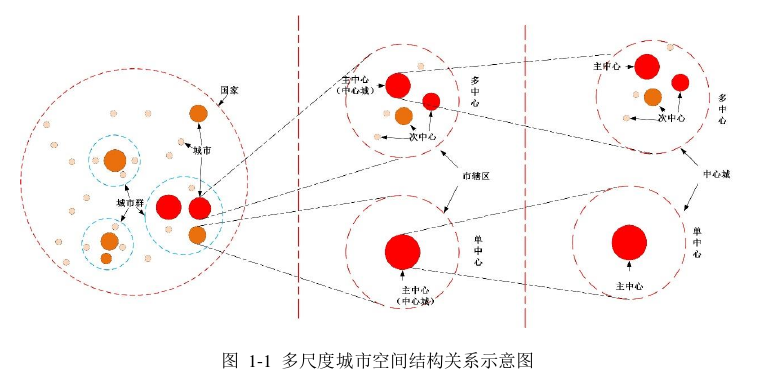 国家
城市
城市群
主中心
（中心城）
多中心
次中心
市辖区
单中心
主中心
（中心城）
主中心
多中心
次中心
中心城
单中心
主中心
图 1-1 多尺度城市空间结构关系示意图